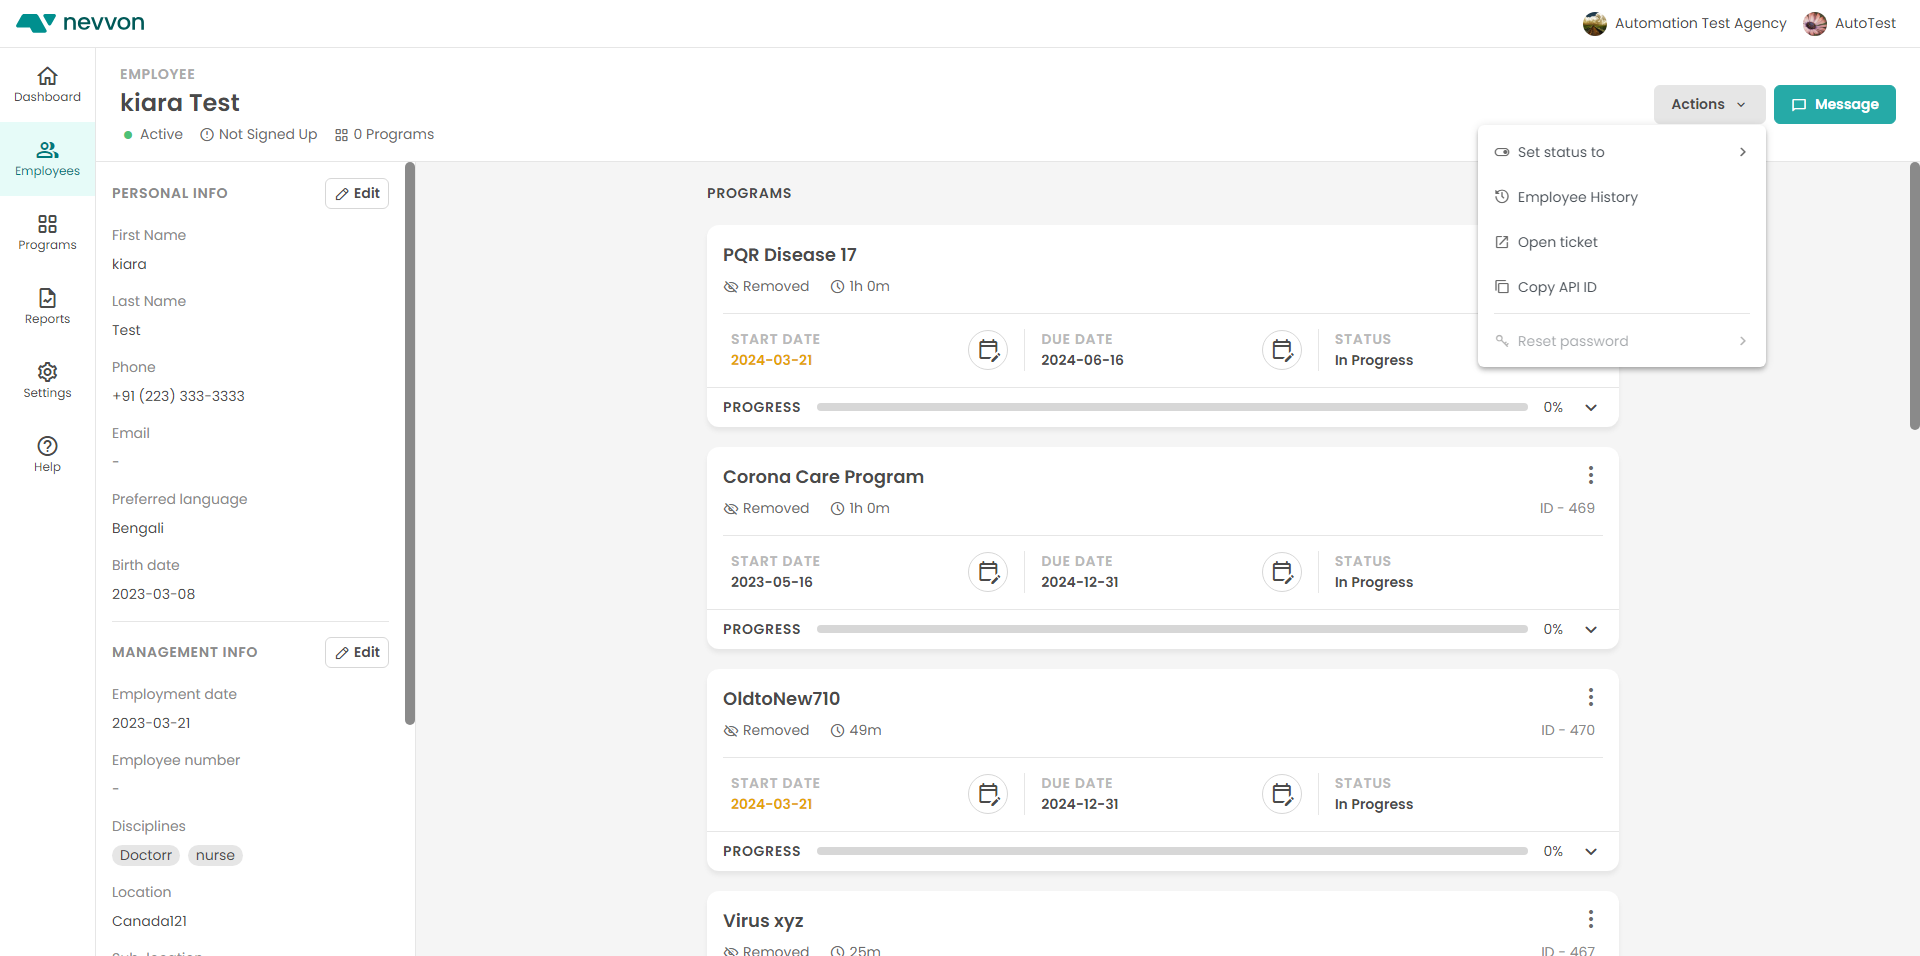 nevvon
Automation Test Agency
AutoTest
Dashboard
Employees
Programs
Reports
Settings
Help
EMPLOYEE
kiara Test
Active
Not Signed Up
0 Programs
Actions
Message
Set status to
Employee History
Open ticket
Copy API ID
Reset password
PERSONAL INFO
Edit
First Name
kiara
Last Name
Test
Phone
+91 (223) 333-3333
Email
-
Preferred language
Bengali
Birth date
2023-03-08
MANAGEMENT INFO
Edit
Employment date
2023-03-21
Employee number
-
Disciplines
Doctorr nurse
Location
Canada121
PROGRAMS
PQR Disease 17
Removed 1h 0m
START DATE DUE DATE STATUS
2024-03-21 2024-06-16 In Progress
PROGRESS 0%
Corona Care Program
Removed 1h 0m ID - 469
START DATE DUE DATE STATUS
2023-05-16 2024-12-31 In Progress
PROGRESS 0%
OldtoNew710
Removed 49m ID - 470
START DATE DUE DATE STATUS
2024-03-21 2024-12-31 In Progress
PROGRESS 0%
Virus xyz
Removed 25m ID - 467